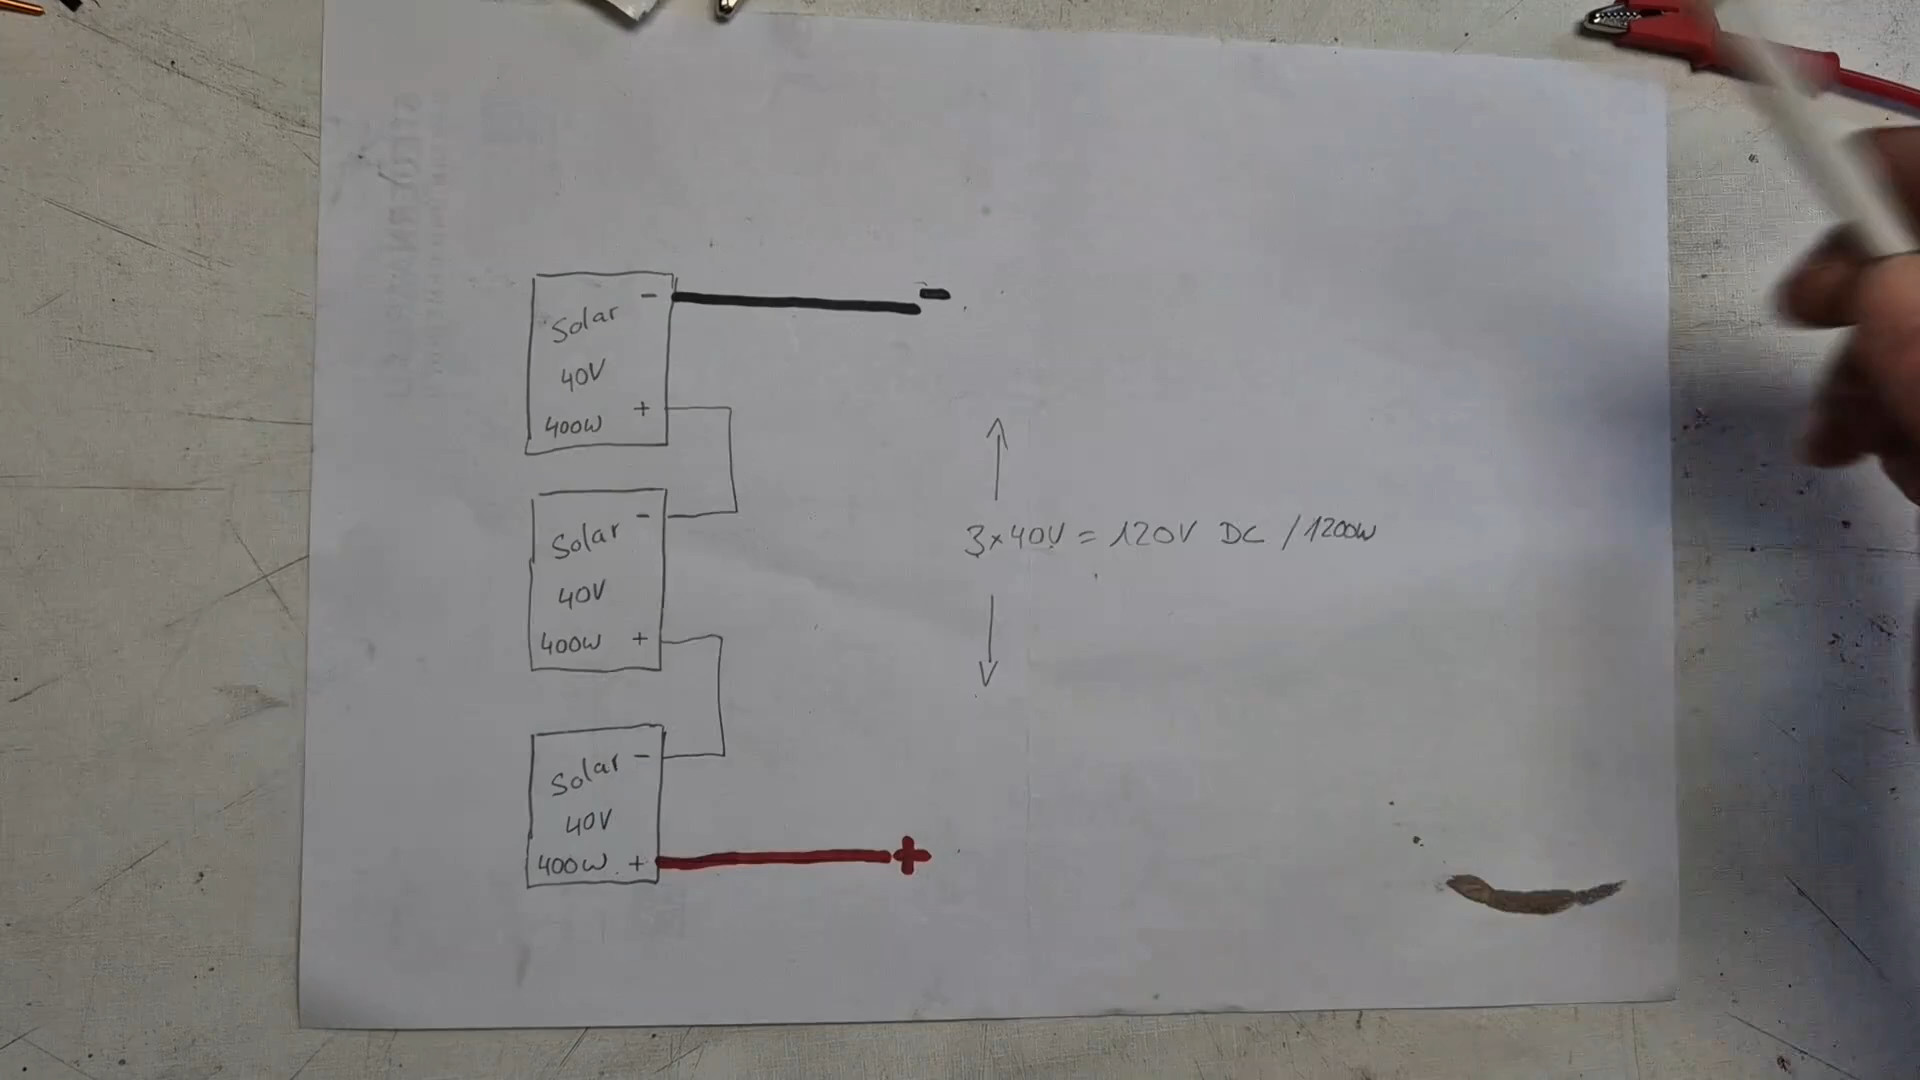 -
Solar
40V
400W +
-
Solar
40V
400W +
-
Solar
40V
400W +
-
3×40V = 120V DC / 1200W
+